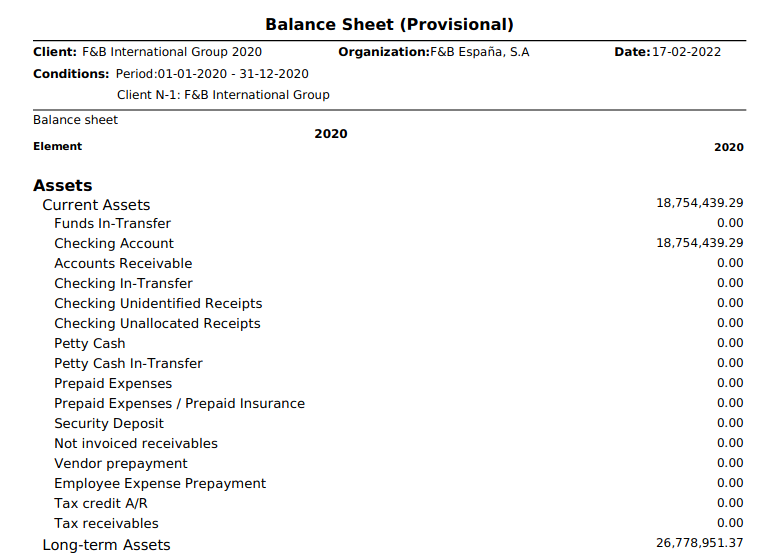 Balance Sheet (Provisional)
Client: F&B International Group 2020 Organization:F&B España, S.A Date:17-02-2022
Conditions: Period:01-01-2020 - 31-12-2020
Client N-1: F&B International Group
Balance sheet
2020
Element 2020
Assets
Current Assets 18,754,439.29
Funds In-Transfer 0.00
Checking Account 18,754,439.29
Accounts Receivable 0.00
Checking In-Transfer 0.00
Checking Unidentified Receipts 0.00
Checking Unallocated Receipts 0.00
Petty Cash 0.00
Petty Cash In-Transfer 0.00
Prepaid Expenses 0.00
Prepaid Expenses / Prepaid Insurance 0.00
Security Deposit 0.00
Not invoiced receivables 0.00
Vendor prepayment 0.00
Employee Expense Prepayment 0.00
Tax credit A/R 0.00
Tax receivables 0.00
Long-term Assets 26,778,951.37